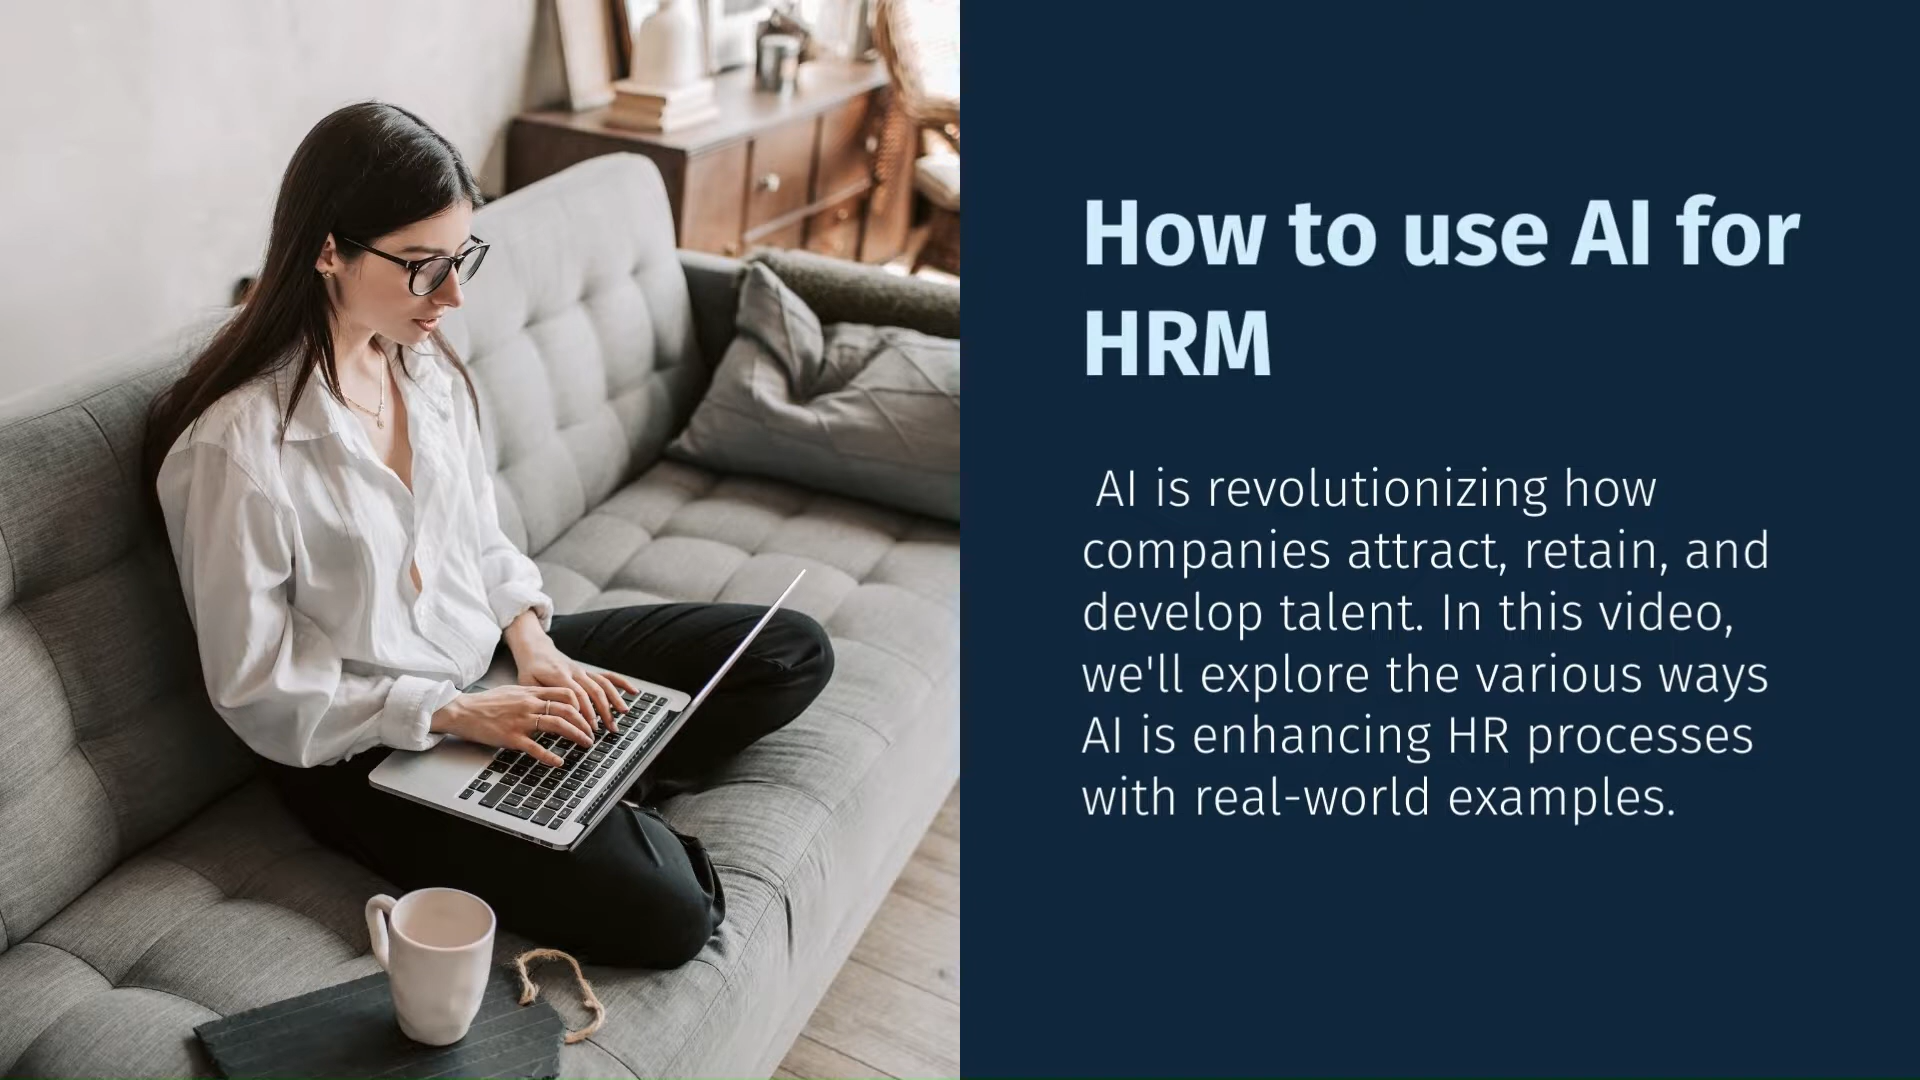 How to use AI for
HRM
AI is revolutionizing how
companies attract, retain, and
develop talent. In this video,
we'll explore the various ways
AI is enhancing HR processes
with real-world examples.